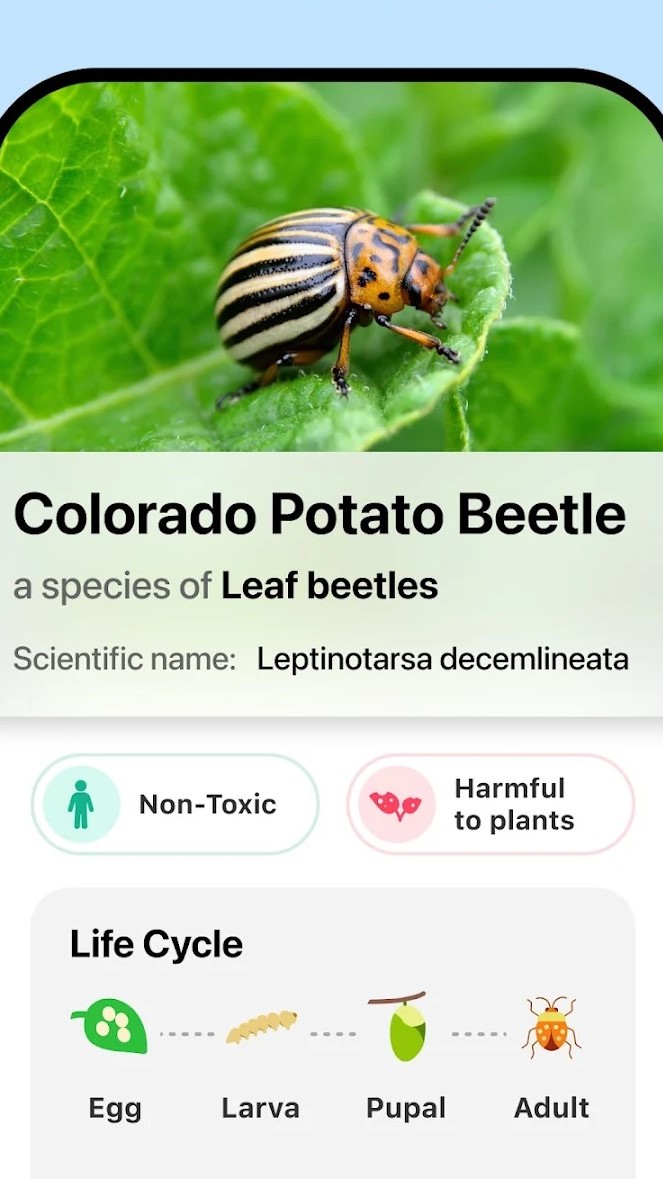 Colorado Potato Beetle
a species of Leaf beetles
Scientific name: Leptinotarsa decemlineata
Non-Toxic
Harmful
to plants
Life Cycle
Egg Larva Pupal Adult